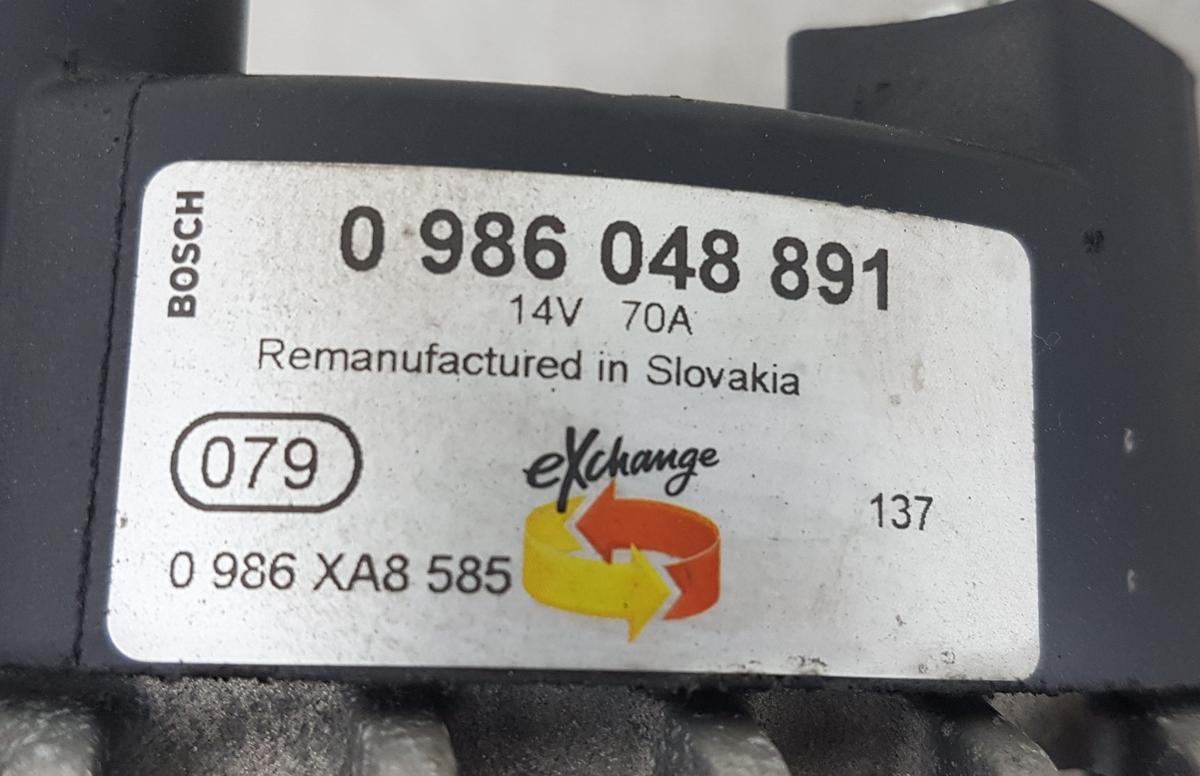 BOSCH
0 986 048 891
14V 70A
Remanufactured in Slovakia
079
eXchange
137
0 986 XA8 585